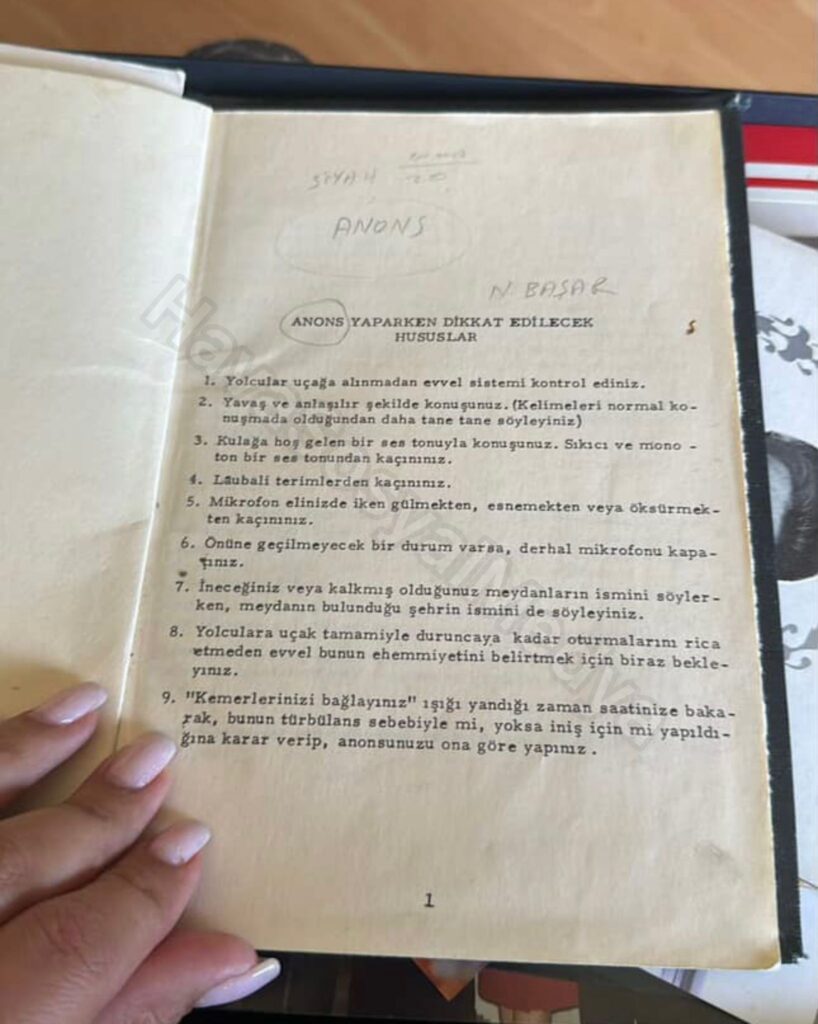 SİYAH
20
ANONS
N. BAŞAR
ANONS YAPARKEN DİKKAT EDİLECEK
HUSUSLAR
1. Yolcular uçağa alınmadan evvel sistemi kontrol ediniz.
2. Yavaş ve anlaşılır şekilde konuşunuz. (Kelimeleri normal ko-
nuşmada olduğundan daha tane tane söyleyiniz)
3. Kulağa hoş gelen bir ses tonuyla konuşunuz. Sıkıcı ve mono -
ton bir ses tonundan kaçınınız.
4. Lâubali terimlerden kaçınınız.
5. Mikrofon elinizde iken gülmekten, esnemekten veya öksürmek-
ten kaçınınız.
6. Önüne geçilmeyecek bir durum varsa, derhal mikrofonu kapa-
tınız.
7. İneceğiniz veya kalkmış olduğunuz meydanların ismini söyler-
ken, meydanın bulunduğu şehrin ismini de söyleyiniz.
8. Yolculara uçak tamamiyle duruncaya kadar oturmalarını rica
etmeden evvel bunun ehemmiyetini belirtmek için biraz bekle-
yınız.
9. "Kemerlerinizi bağlayınız" ışığı yandığı zaman saatinize baka-
rak, bunun türbülans sebebiyle mi, yoksa iniş için mi yapıldı-
ğına karar verip, anonsunuzu ona göre yapınız .
1